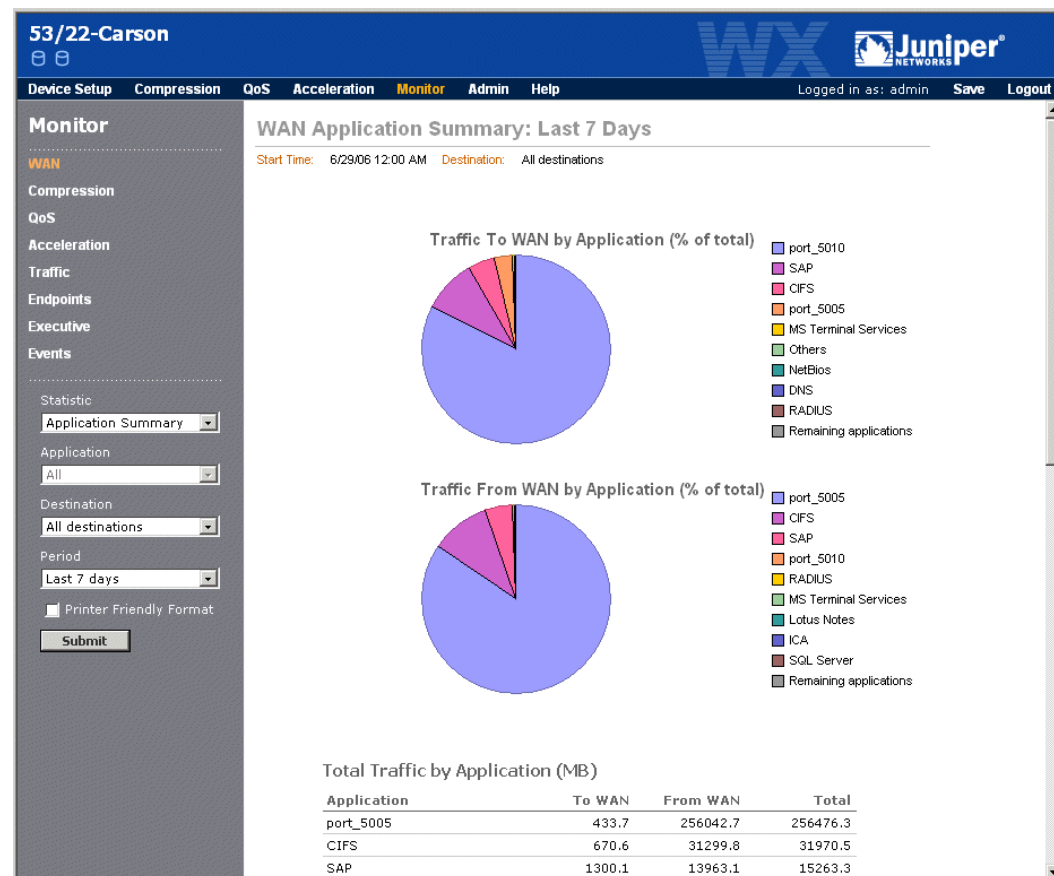 53/22-Carson
WX
Juniper
NETWORKS
Device Setup Compression QoS Acceleration Monitor Admin Help Logged in as: admin Save Logout
Monitor
WAN
Compression
QoS
Acceleration
Traffic
Endpoints
Executive
Events
Statistic
Application Summary
Application
All
Destination
All destinations
Period
Last 7 days
Printer Friendly Format
Submit
WAN Application Summary: Last 7 Days
Start Time: 6/29/06 12:00 AM Destination: All destinations
Traffic To WAN by Application (% of total)
port_5010
SAP
CIFS
port_5005
MS Terminal Services
Others
NetBios
DNS
RADIUS
Remaining applications
Traffic From WAN by Application (% of total)
port_5005
CIFS
SAP
port_5010
RADIUS
MS Terminal Services
Lotus Notes
ICA
SQL Server
Remaining applications
Total Traffic by Application (MB)
Application To WAN From WAN Total
port_5005 433.7 256042.7 256476.3
CIFS 670.6 31299.8 31970.5
SAP 1300.1 13963.1 15263.3